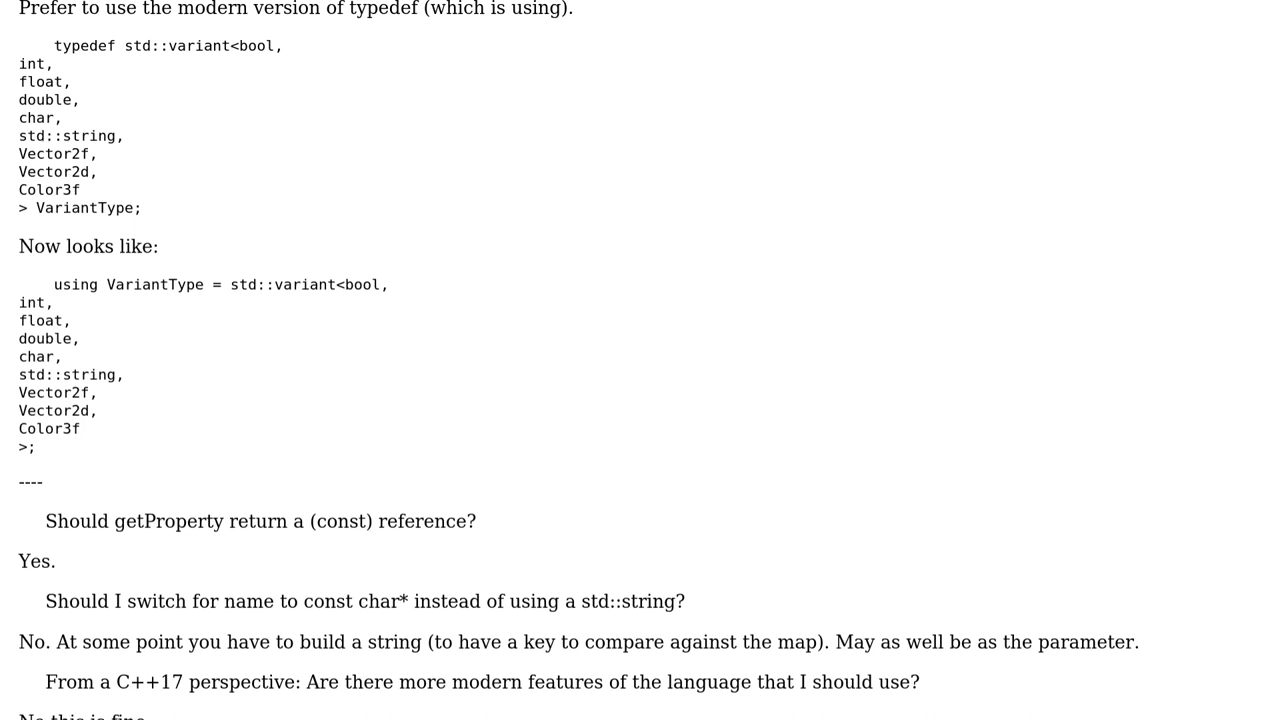 Prefer to use the modern version of typedef (which is using).
    typedef std::variant<bool,
int,
float,
double,
char,
std::string,
Vector2f,
Vector2d,
Color3f
> VariantType;
Now looks like:
    using VariantType = std::variant<bool,
int,
float,
double,
char,
std::string,
Vector2f,
Vector2d,
Color3f
>;
----
Should getProperty return a (const) reference?
Yes.
Should I switch for name to const char* instead of using a std::string?
No. At some point you have to build a string (to have a key to compare against the map). May as well be as the parameter.
From a C++17 perspective: Are there more modern features of the language that I should use?
No this is fine